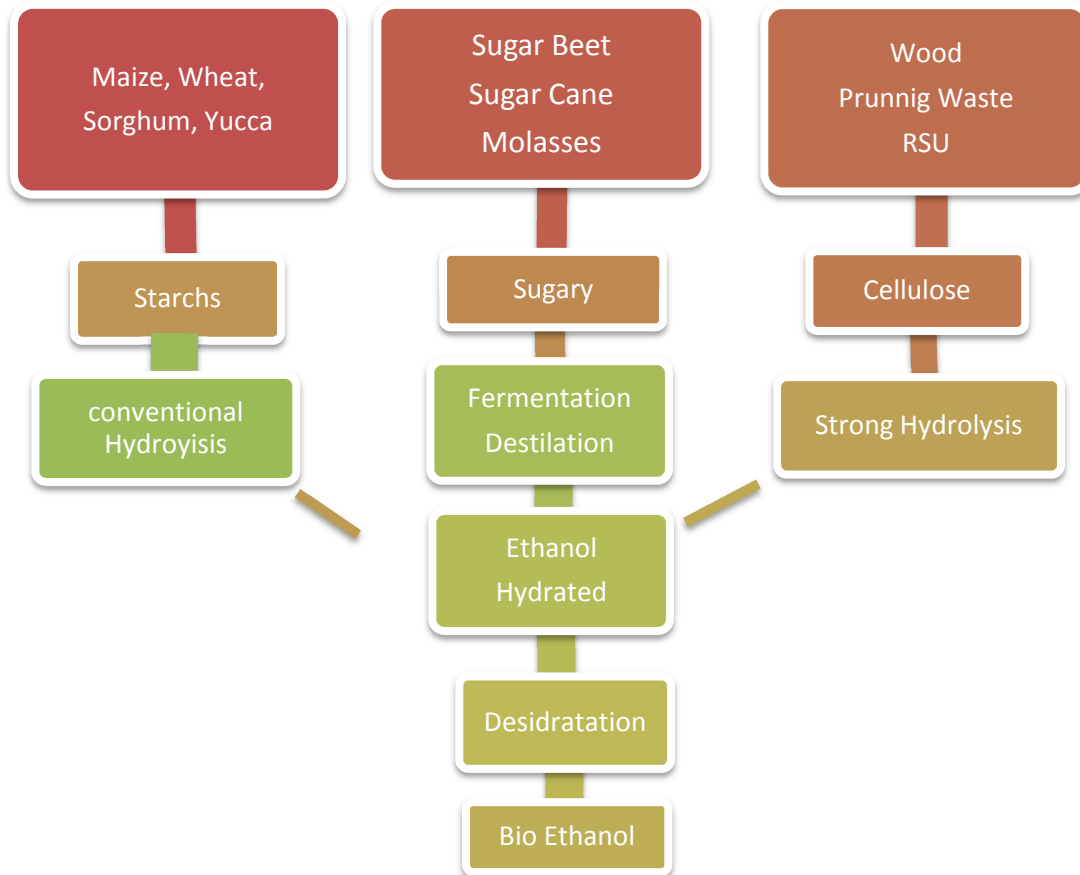 Maize, Wheat,
Sorghum, Yucca
Sugar Beet
Sugar Cane
Molasses
Wood
Prunnig Waste
RSU
Starchs
Sugary
Cellulose
conventional
Hydroyisis
Fermentation
Destilation
Strong Hydrolysis
Ethanol
Hydrated
Desidratation
Bio Ethanol